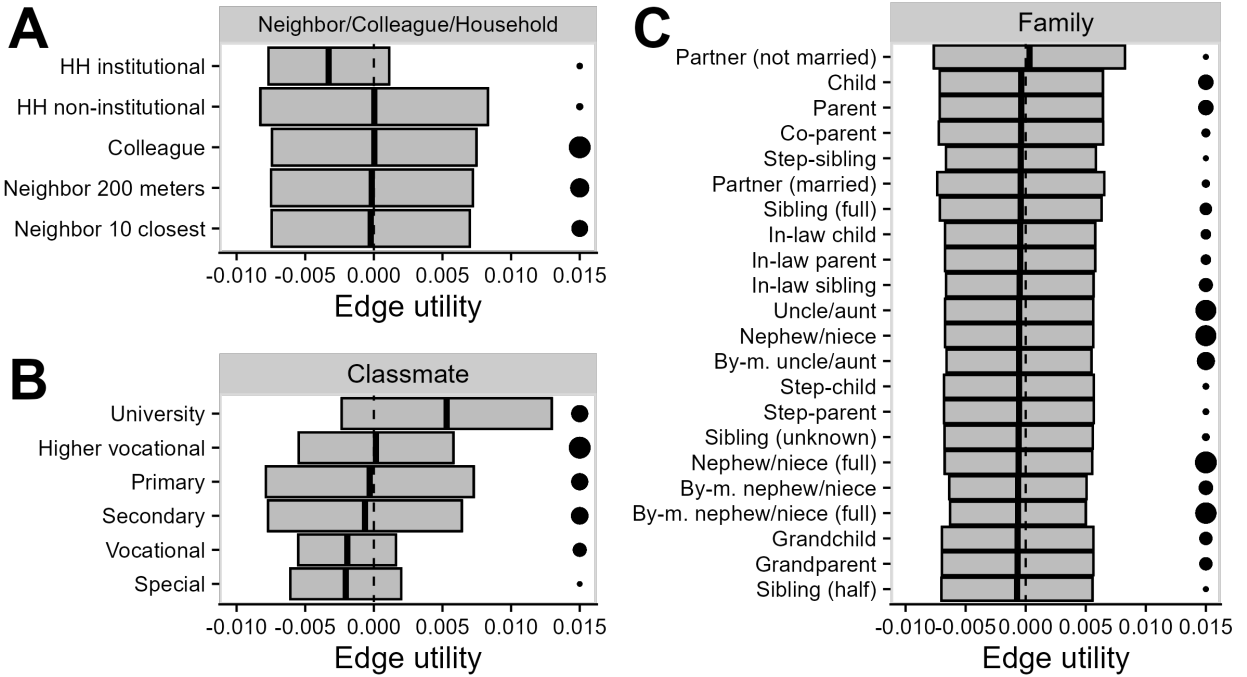 A
Neighbor/Colleague/Household
HH institutional
HH non-institutional
Colleague
Neighbor 200 meters
Neighbor 10 closest
-0.010 -0.005 0.000 0.005 0.010 0.015
Edge utility
B
Classmate
University
Higher vocational
Primary
Secondary
Vocational
Special
-0.010 -0.005 0.000 0.005 0.010 0.015
Edge utility
C
Family
Partner (not married)
Child
Parent
Co-parent
Step-sibling
Partner (married)
Sibling (full)
In-law child
In-law parent
In-law sibling
Uncle/aunt
Nephew/niece
By-m. uncle/aunt
Step-child
Step-parent
Sibling (unknown)
Nephew/niece (full)
By-m. nephew/niece
By-m. nephew/niece (full)
Grandchild
Grandparent
Sibling (half)
-0.010 -0.005 0.000 0.005 0.010 0.015
Edge utility